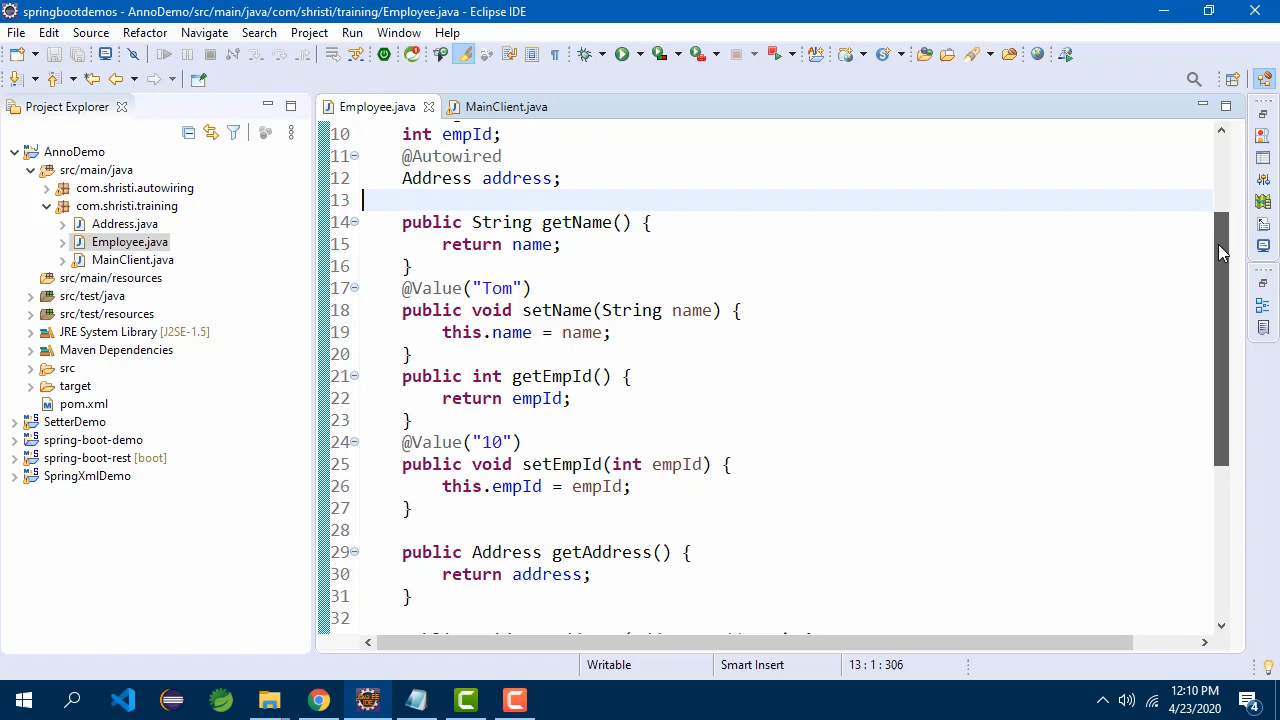 springbootdemos - AnnoDemo/src/main/java/com/shristi/training/Employee.java - Eclipse IDE
File Edit Source Refactor Navigate Search Project Run Window Help
Project Explorer
AnnoDemo
src/main/java
com.shristi.autowiring
com.shristi.training
Address.java
Employee.java
MainClient.java
src/main/resources
src/test/java
src/test/resources
JRE System Library [J2SE-1.5]
Maven Dependencies
src
target
pom.xml
SetterDemo
spring-boot-demo
spring-boot-rest [boot]
SpringXmlDemo
Employee.java MainClient.java
10 int empId;
11 @Autowired
12 Address address;
13
14 public String getName() {
15 return name;
16 }
17 @Value("Tom")
18 public void setName(String name) {
19 this.name = name;
20 }
21 public int getEmpId() {
22 return empId;
23 }
24 @Value("10")
25 public void setEmpId(int empId) {
26 this.empId = empId;
27 }
28
29 public Address getAddress() {
30 return address;
31 }
32
Writable Smart Insert 13 : 1 : 306
12:10 PM
4/23/2020
4